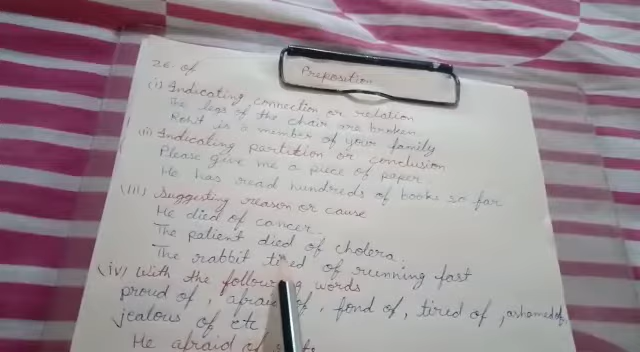 Preposition
26. of
(i) Indicating connection or relation
The legs of the chair are broken
Rohit is a member of your family
(ii) Indicating partition or conclusion
Please give me a piece of paper
He has read hundreds of books so far
(iii) Suggesting reason or cause
He died of cancer.
The patient died of cholera.
The rabbit tired of running fast
(iv) With the following words
proud of, afraid of, fond of, tired of, ashamed of,
jealous of etc
He afraid of